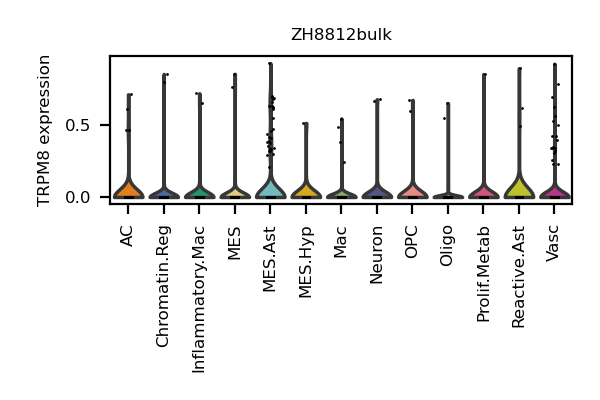 ZH8812bulk
TRPM8 expression
0.5
0.0
AC
Chromatin.Reg
Inflammatory.Mac
MES
MES.Ast
MES.Hyp
Mac
Neuron
OPC
Oligo
Prolif.Metab
Reactive.Ast
Vasc